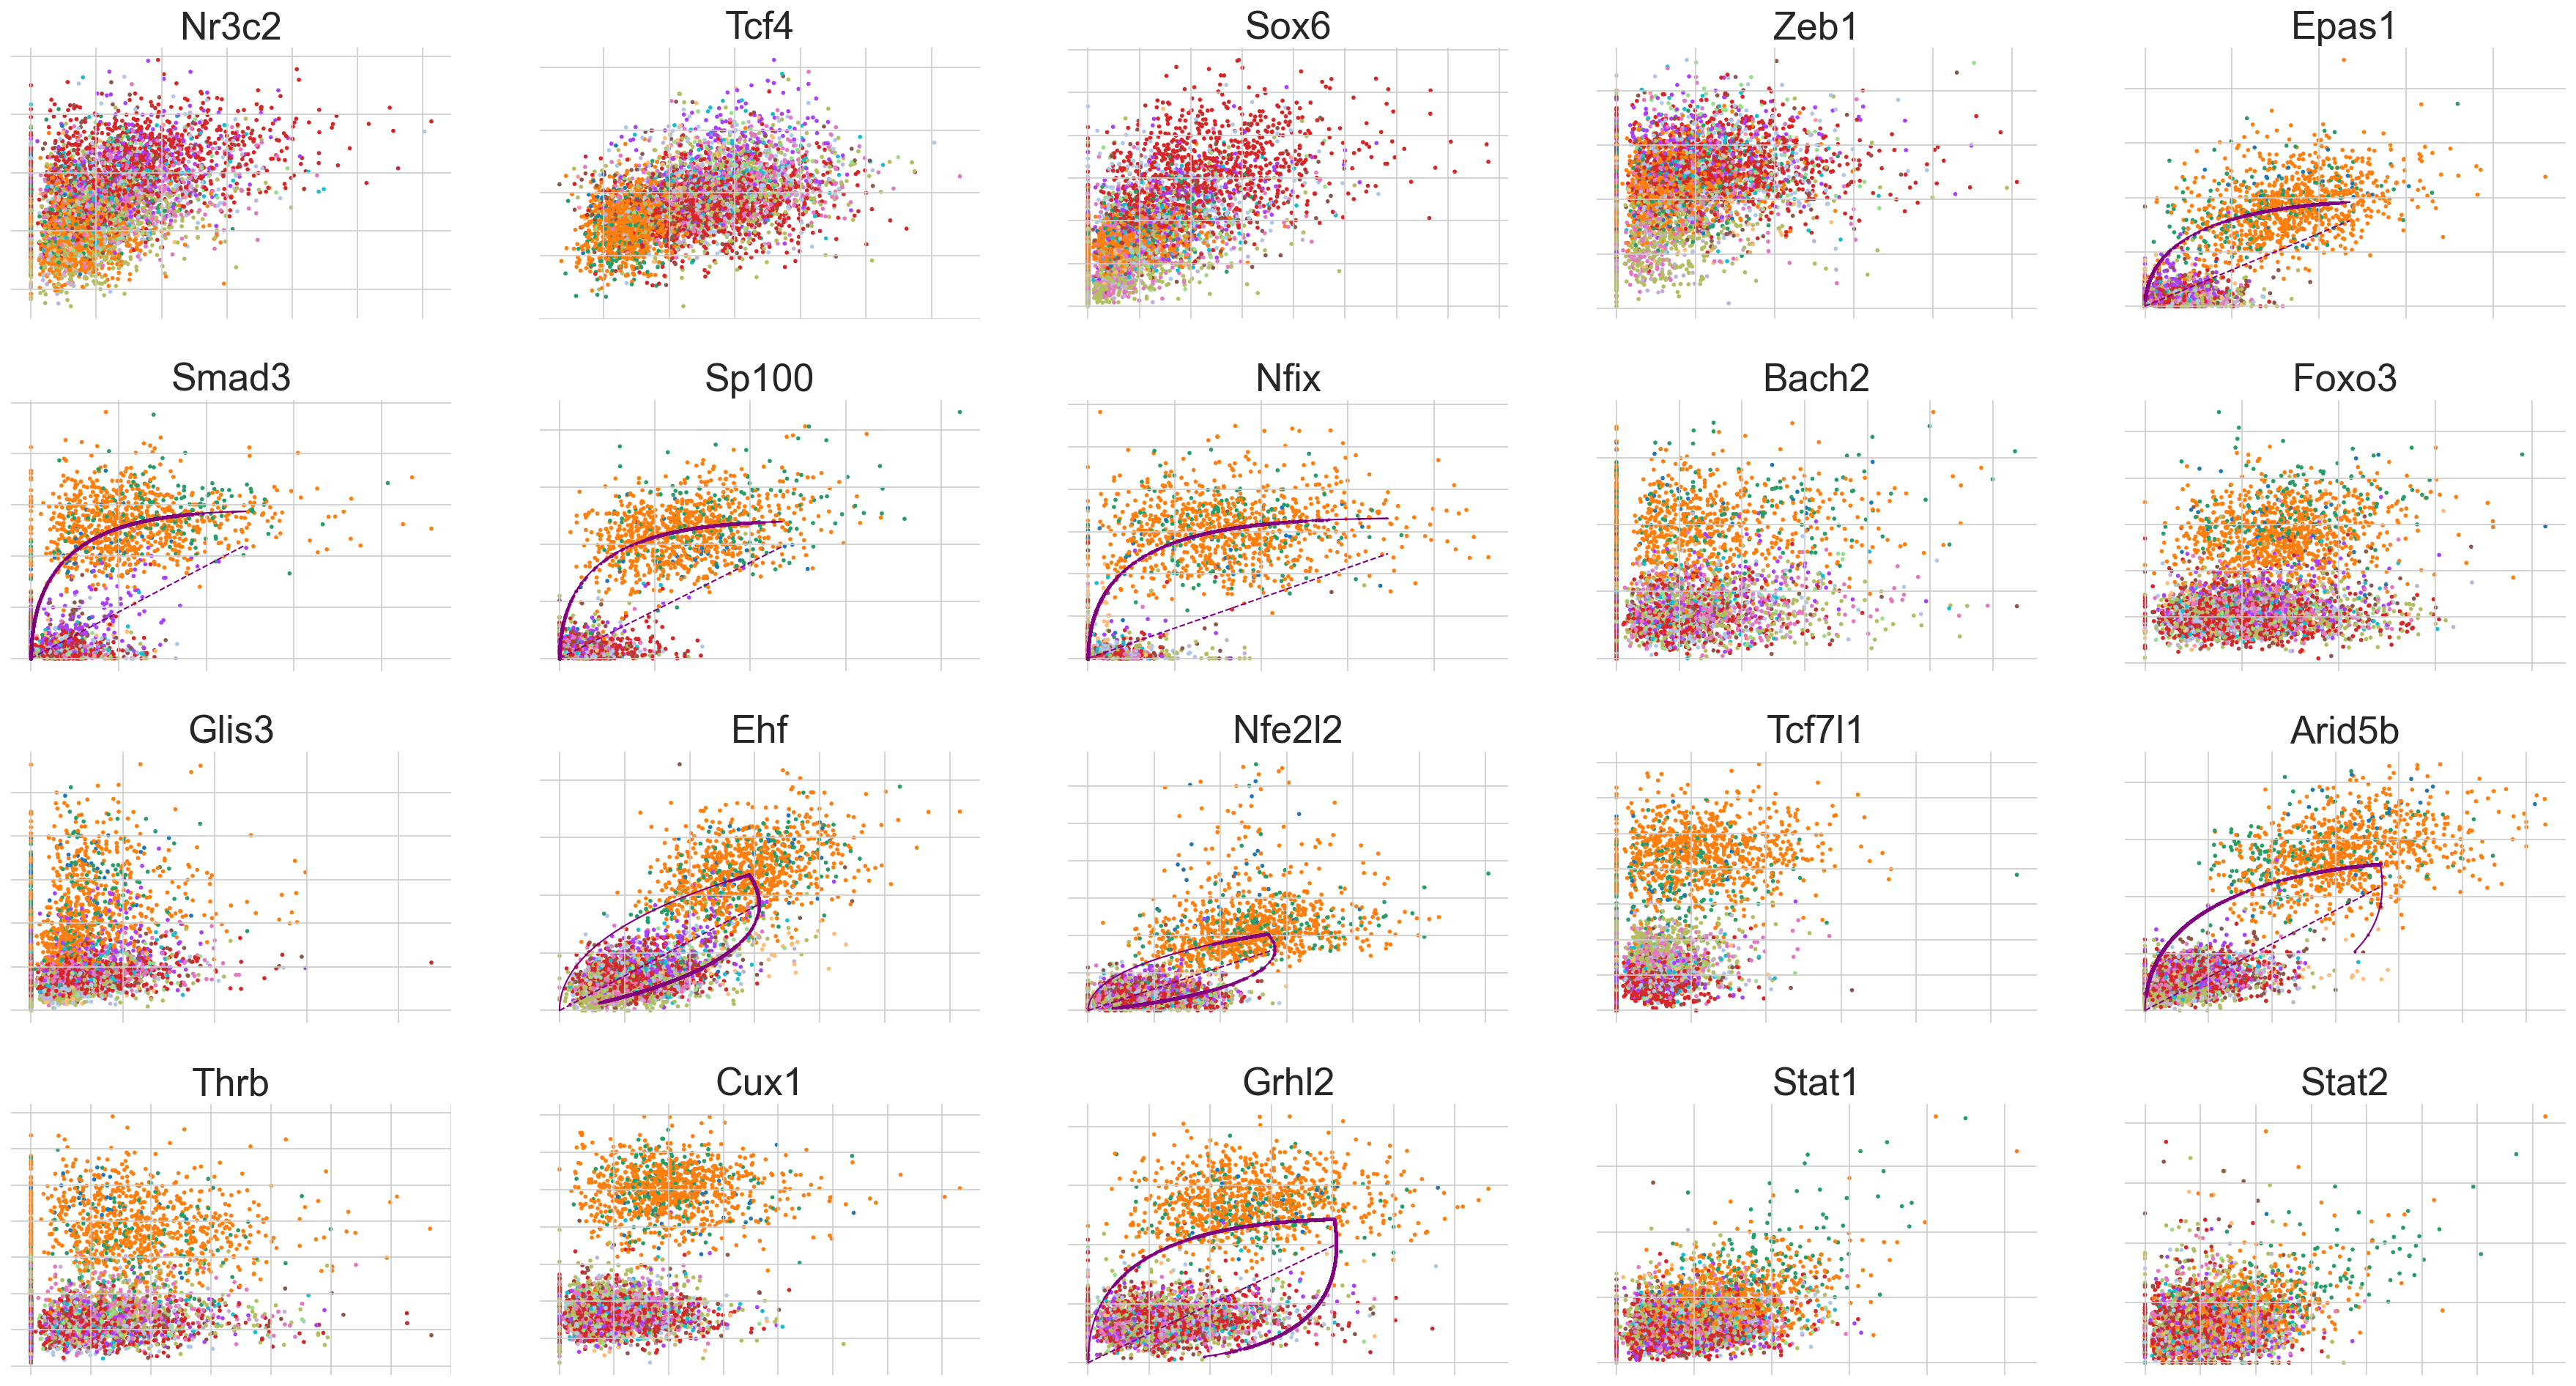 Nr3c2
Tcf4
Sox6
Zeb1
Epas1
Smad3
Sp100
Nfix
Bach2
Foxo3
Glis3
Ehf
Nfe2l2
Tcf7l1
Arid5b
Thrb
Cux1
Grhl2
Stat1
Stat2